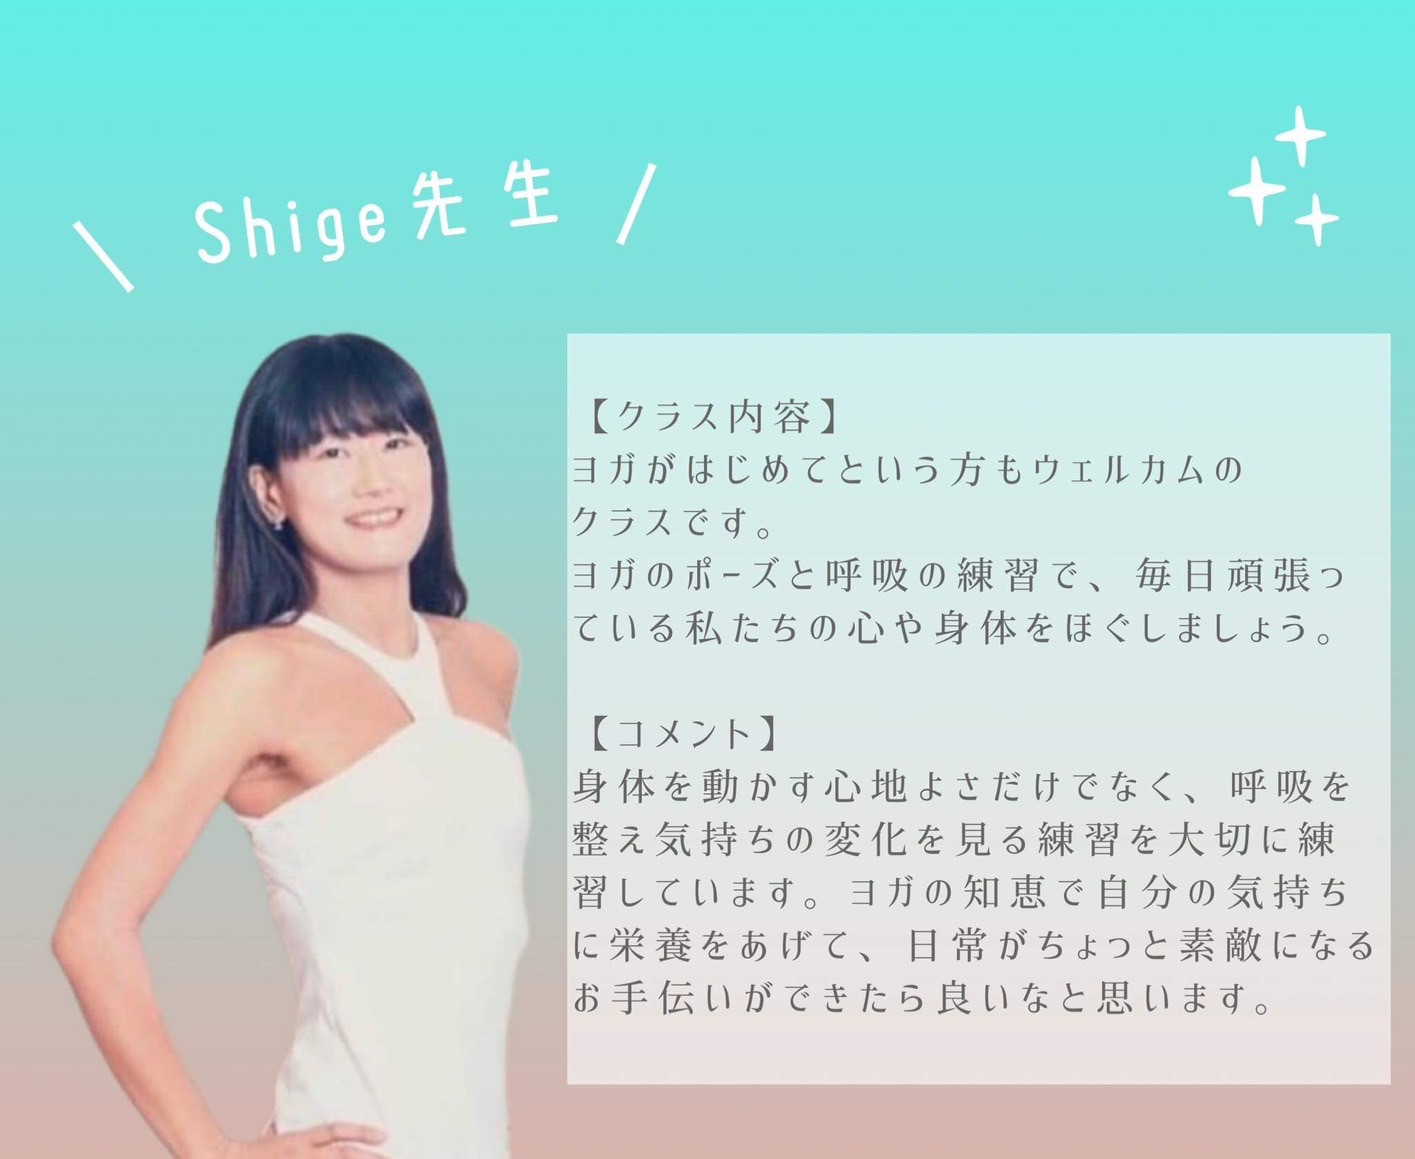 Shige先生
【クラス内容】
ヨガがはじめてという方もウェルカムの
クラスです。
ヨガのポーズと呼吸の練習で、毎日頑張っ
ている私たちの心や身体をほぐしましょう。
【コメント】
身体を動かす心地よさだけでなく、呼吸を
整え気持ちの変化を見る練習を大切に練
習しています。ヨガの知恵で自分の気持ち
に栄養をあげて、日常がちょっと素敵になる
お手伝いができたら良いなと思います。